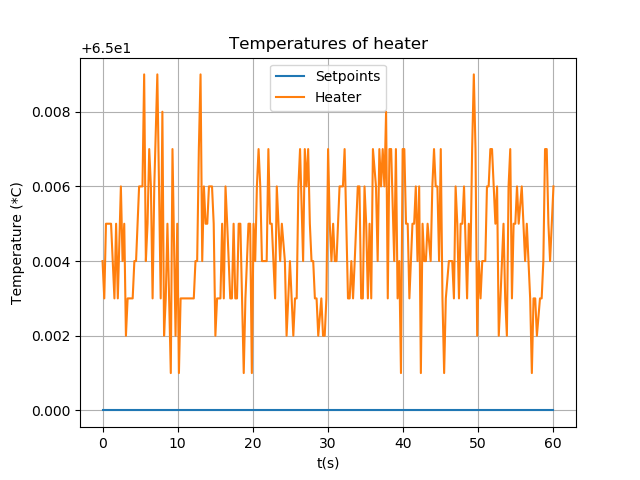 Temperatures of heater
+6.5e1
Setpoints
Heater
0.008
0.006
0.004
0.002
0.000
Temperature (*C)
0 10 20 30 40 50 60
t(s)